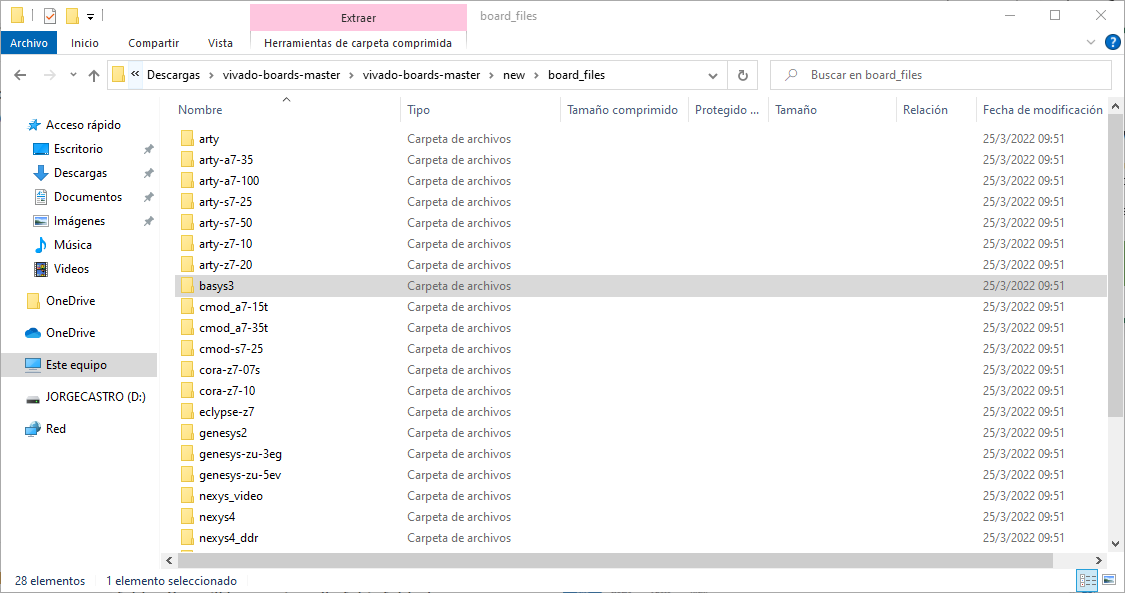 Extraer board_files
Archivo Inicio Compartir Vista Herramientas de carpeta comprimida
« Descargas › vivado-boards-master › vivado-boards-master › new › board_files Buscar en board_files
Nombre Tipo Tamaño comprimido Protegido ... Tamaño Relación Fecha de modificación
Acceso rápido
Escritorio
Descargas
Documentos
Imágenes
Música
Videos
OneDrive
OneDrive
Este equipo
JORGECASTRO (D:)
Red
arty Carpeta de archivos 25/3/2022 09:51
arty-a7-35 Carpeta de archivos 25/3/2022 09:51
arty-a7-100 Carpeta de archivos 25/3/2022 09:51
arty-s7-25 Carpeta de archivos 25/3/2022 09:51
arty-s7-50 Carpeta de archivos 25/3/2022 09:51
arty-z7-10 Carpeta de archivos 25/3/2022 09:51
arty-z7-20 Carpeta de archivos 25/3/2022 09:51
basys3 Carpeta de archivos 25/3/2022 09:51
cmod_a7-15t Carpeta de archivos 25/3/2022 09:51
cmod_a7-35t Carpeta de archivos 25/3/2022 09:51
cmod-s7-25 Carpeta de archivos 25/3/2022 09:51
cora-z7-07s Carpeta de archivos 25/3/2022 09:51
cora-z7-10 Carpeta de archivos 25/3/2022 09:51
eclypse-z7 Carpeta de archivos 25/3/2022 09:51
genesys2 Carpeta de archivos 25/3/2022 09:51
genesys-zu-3eg Carpeta de archivos 25/3/2022 09:51
genesys-zu-5ev Carpeta de archivos 25/3/2022 09:51
nexys_video Carpeta de archivos 25/3/2022 09:51
nexys4 Carpeta de archivos 25/3/2022 09:51
nexys4_ddr Carpeta de archivos 25/3/2022 09:51
28 elementos 1 elemento seleccionado